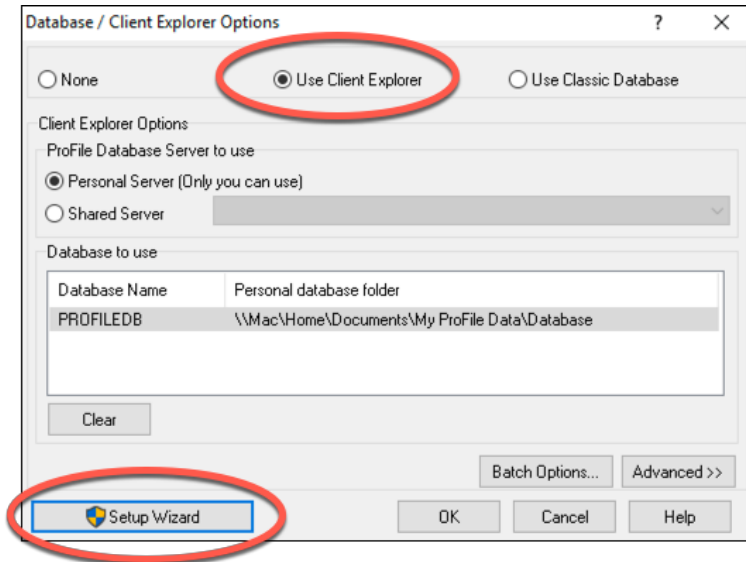 Database / Client Explorer Options ? X
None Use Client Explorer Use Classic Database
Client Explorer Options
ProFile Database Server to use
Personal Server (Only you can use)
Shared Server
Database to use
Database Name Personal database folder
PROFILEDB \\Mac\Home\Documents\My ProFile Data\Database
Clear
Batch Options... Advanced >>
Setup Wizard OK Cancel Help